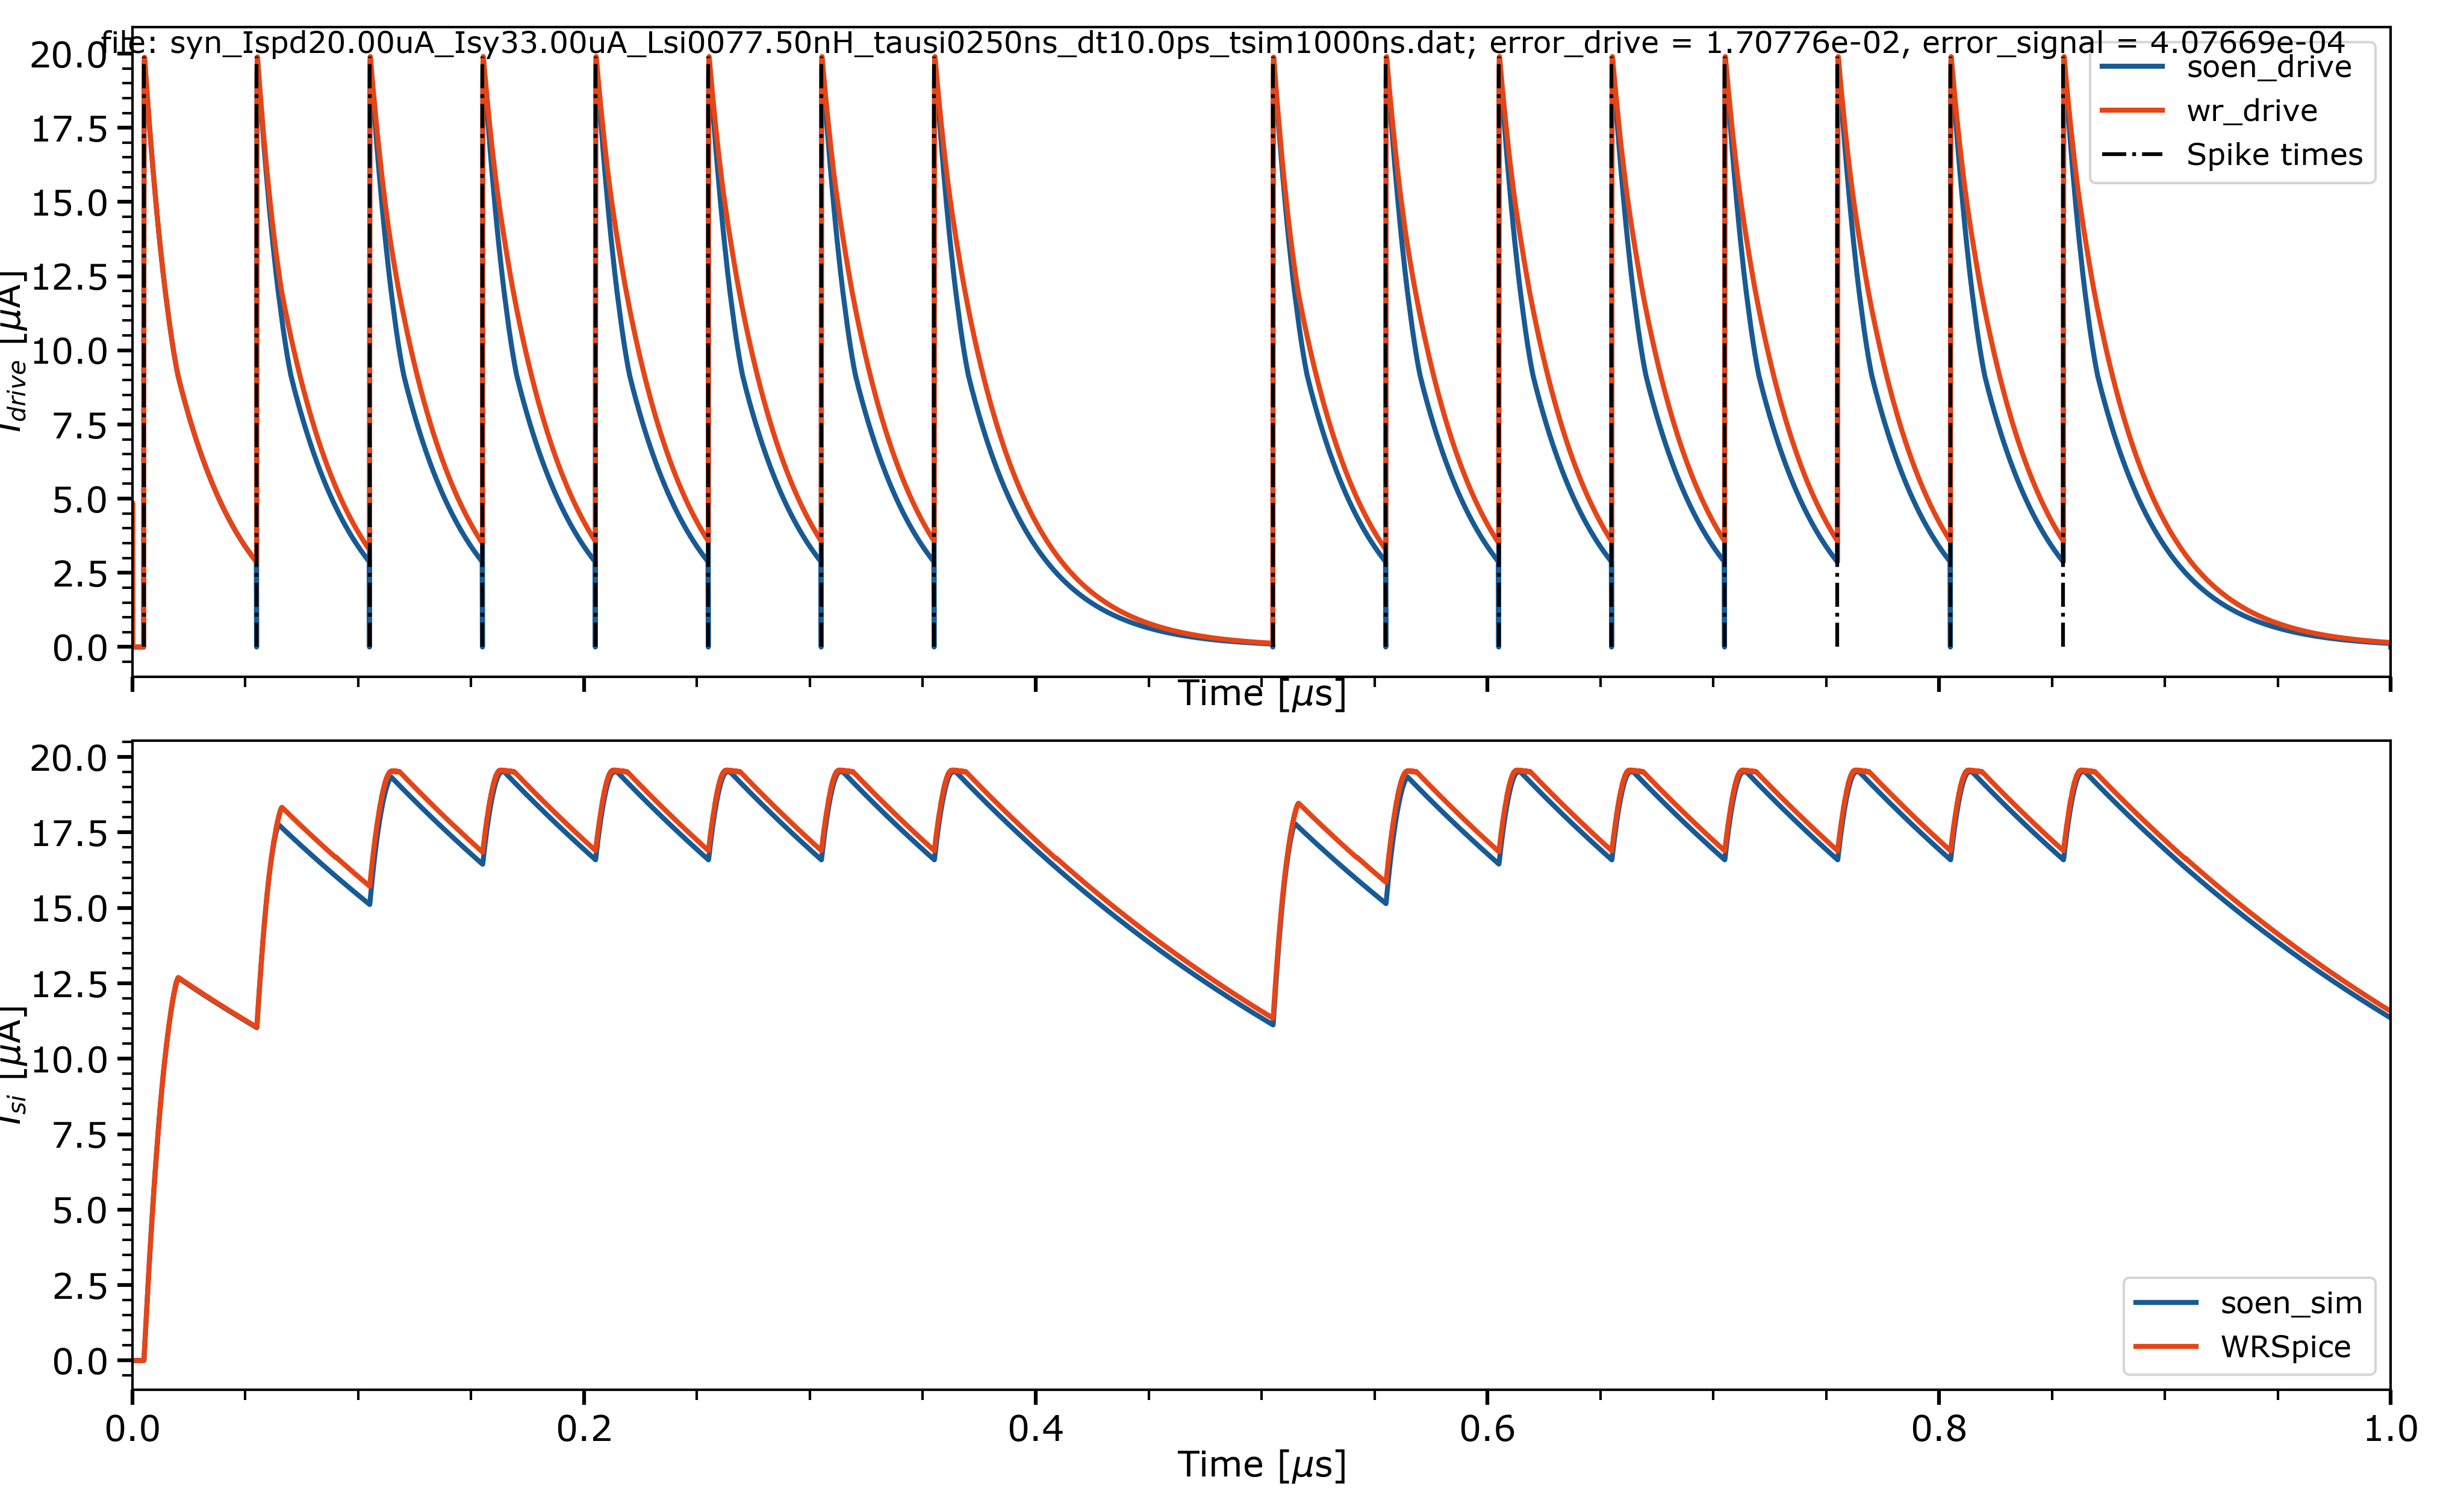 file: syn_Ispd20.00uA_Isy33.00uA_Lsi0077.50nH_tausi0250ns_dt10.0ps_tsim1000ns.dat; error_drive = 1.70776e-02, error_signal = 4.07669e-04
soen_drive
wr_drive
Spike times
20.0
17.5
15.0
12.5
10.0
7.5
5.0
2.5
0.0
I_drive [μA]
Time [μs]
20.0
17.5
15.0
12.5
10.0
7.5
5.0
2.5
0.0
I_si [μA]
soen_sim
WRSpice
0.0 0.2 0.4 0.6 0.8 1.0
Time [μs]